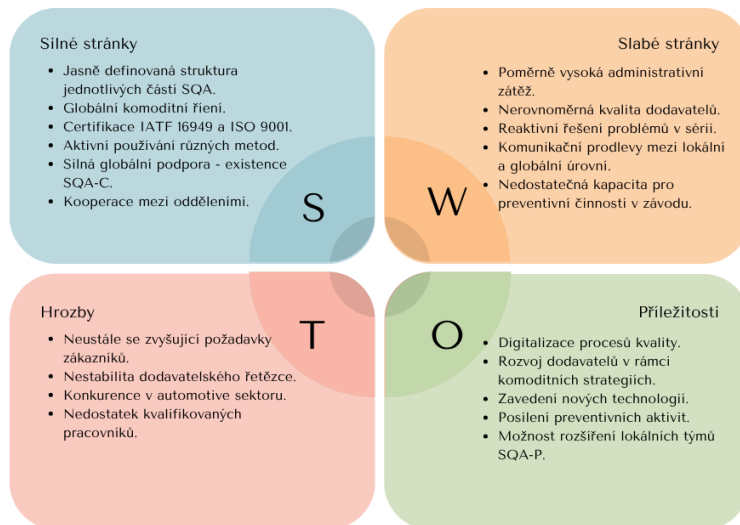 Silné stránky
Jasně definovaná struktura
jednotlivých částí SQA.
Globální komoditní říení.
Certifikace IATF 16949 a ISO 9001.
Aktivní používání různých metod.
Silná globální podpora - existence
SQA-C.
Kooperace mezi odděleními.
S
Slabé stránky
Poměrně vysoká administrativní
zátěž.
Nerovnoměrná kvalita dodavatelů.
Reaktivní řešení problémů v sérii.
Komunikační prodlevy mezi lokální
a globální úrovní.
Nedostatečná kapacita pro
preventivní činnosti v závodu.
W
Hrozby
Neustále se zvyšující požadavky
zákazníků.
Nestabilita dodavatelského řetězce.
Konkurence v automotive sektoru.
Nedostatek kvalifikovaných
pracovníků.
T
Příležitosti
Digitalizace procesů kvality.
Rozvoj dodavatelů v rámci
komoditních strategiích.
Zavedení nových technologií.
Posílení preventivních aktivit.
Možnost rozšíření lokálních týmů
SQA-P.
O